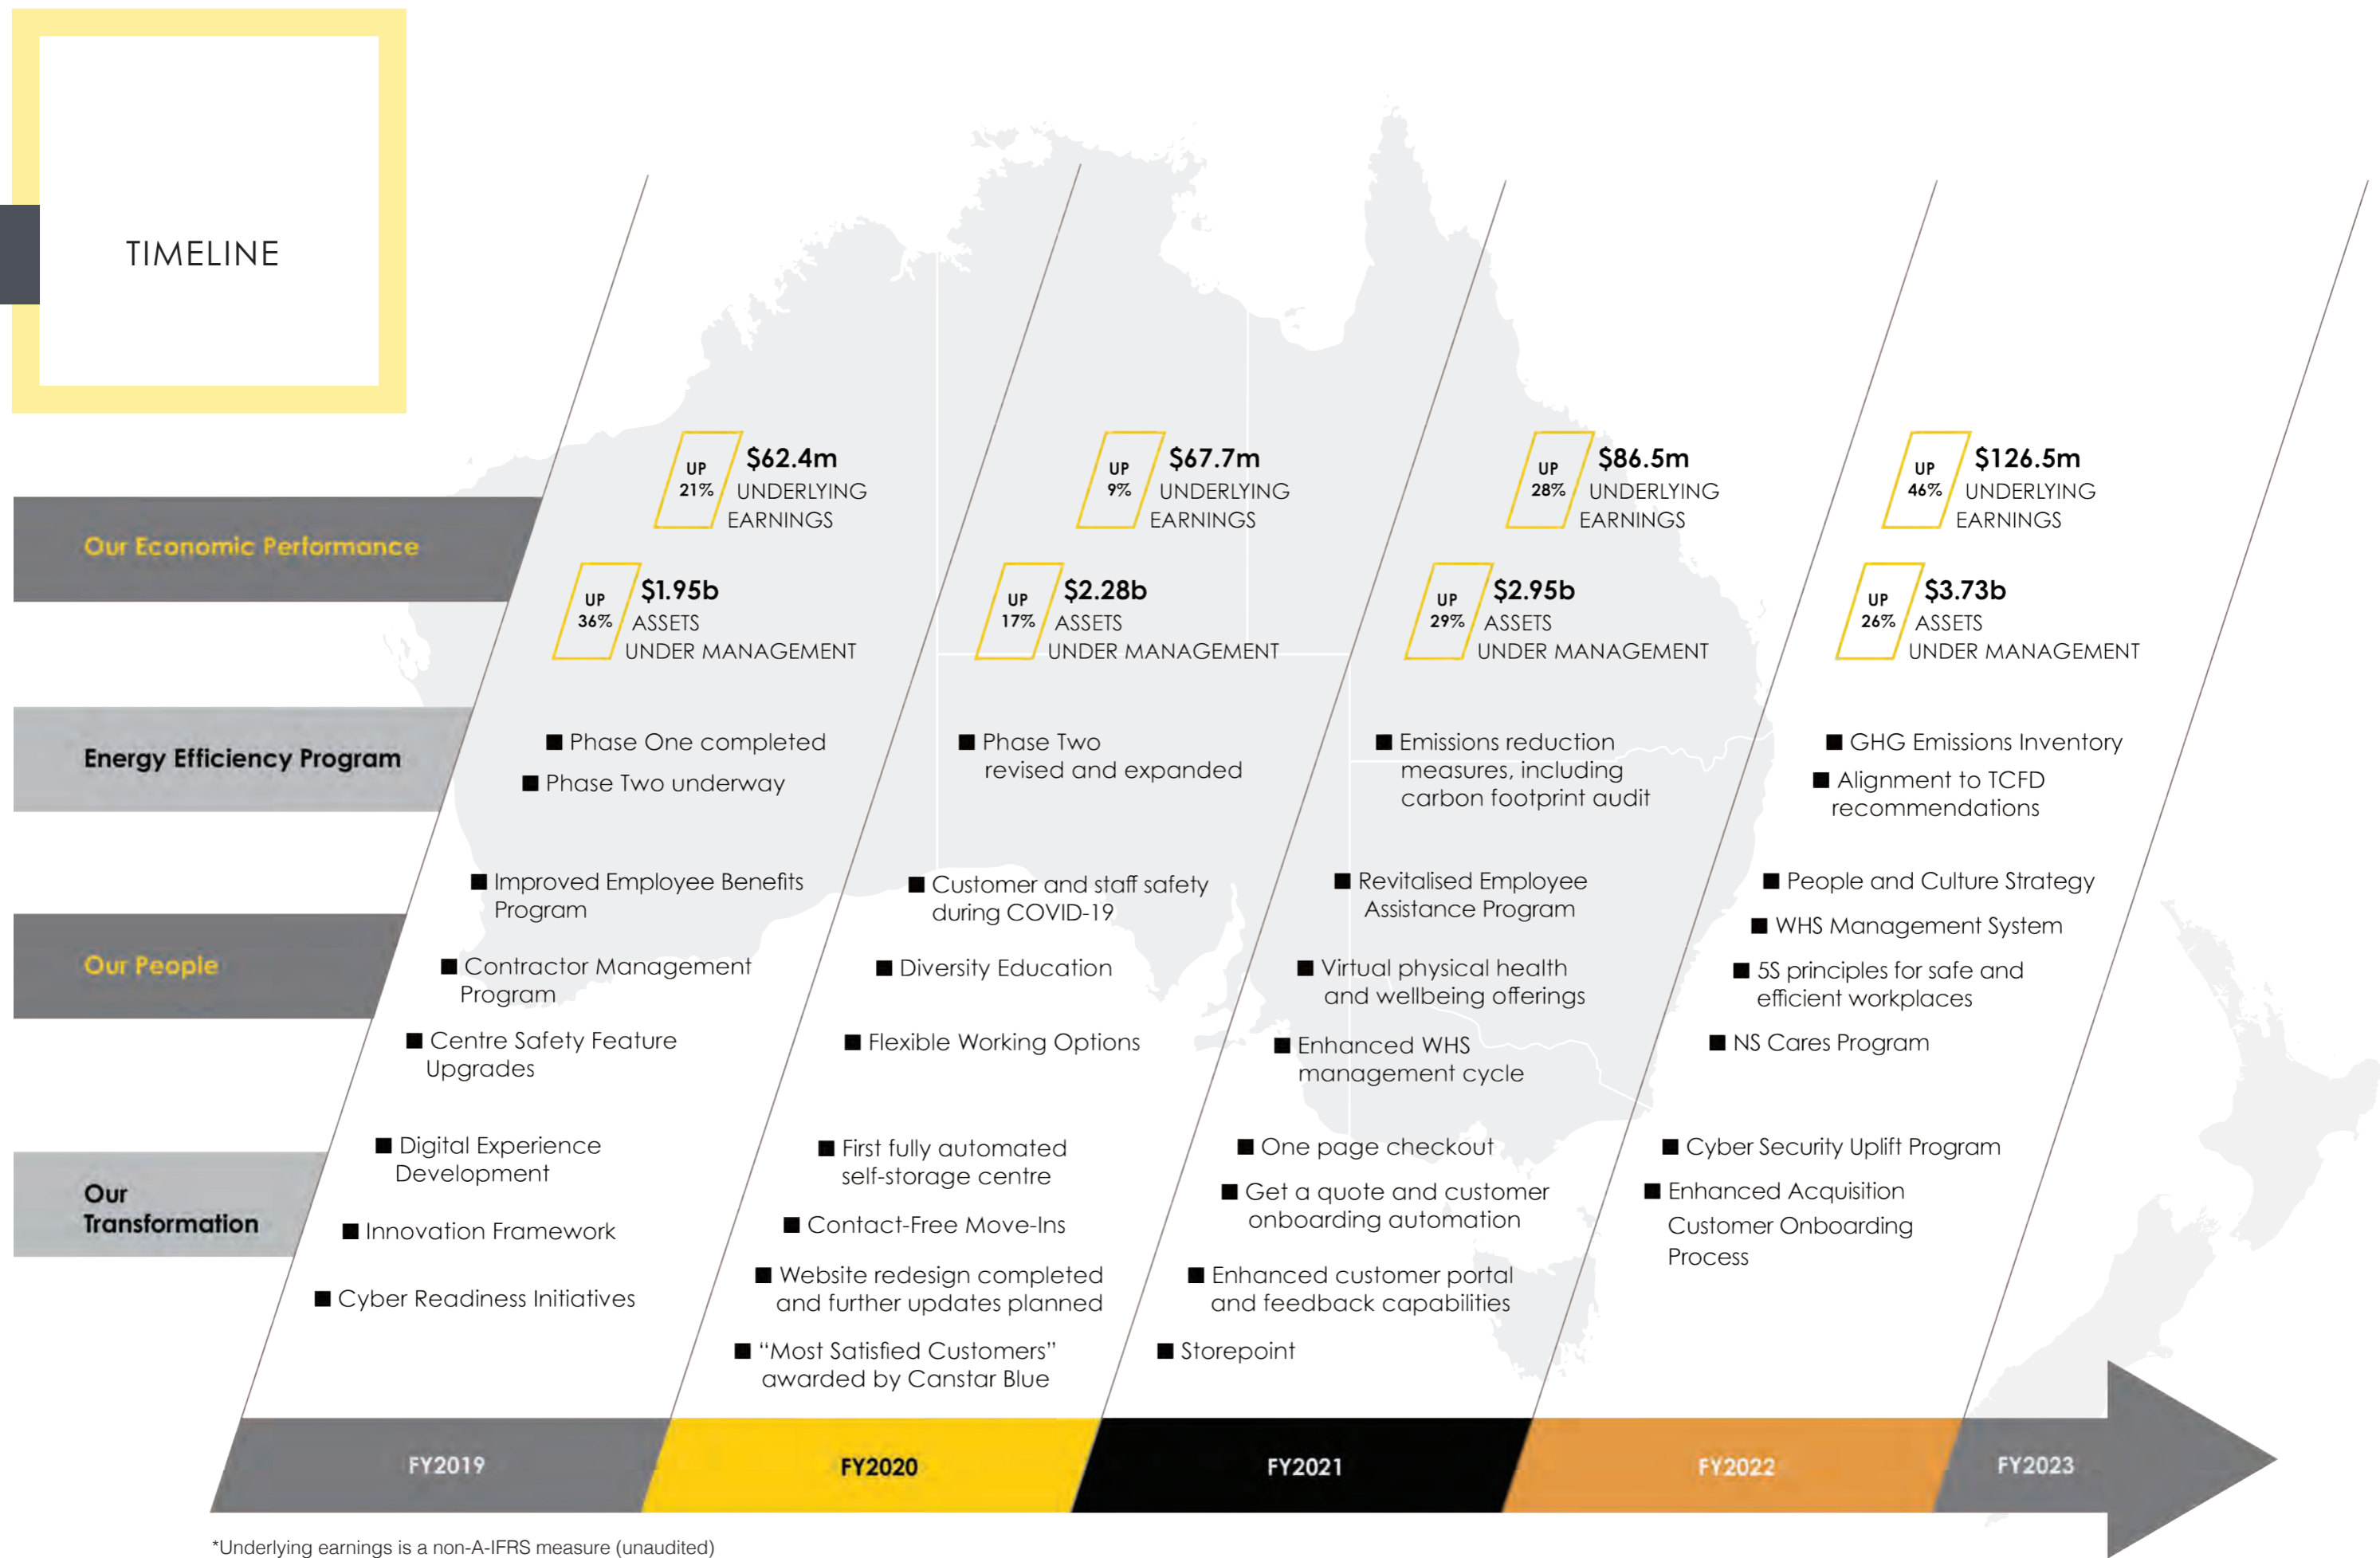 TIMELINE
Our Economic Performance
UP
21%
$62.4m
UNDERLYING
EARNINGS
UP
36%
$1.95b
ASSETS
UNDER MANAGEMENT
UP
9%
$67.7m
UNDERLYING
EARNINGS
UP
17%
$2.28b
ASSETS
UNDER MANAGEMENT
UP
28%
$86.5m
UNDERLYING
EARNINGS
UP
29%
$2.95b
ASSETS
UNDER MANAGEMENT
UP
46%
$126.5m
UNDERLYING
EARNINGS
UP
26%
$3.73b
ASSETS
UNDER MANAGEMENT
Energy Efficiency Program
■ Phase One completed
■ Phase Two underway
■ Phase Two
revised and expanded
■ Emissions reduction
measures, including
carbon footprint audit
■ GHG Emissions Inventory
■ Alignment to TCFD
recommendations
Our People
■ Improved Employee Benefits
Program
■ Contractor Management
Program
■ Centre Safety Feature
Upgrades
■ Customer and staff safety
during COVID-19
■ Diversity Education
■ Flexible Working Options
■ Revitalised Employee
Assistance Program
■ Virtual physical health
and wellbeing offerings
■ Enhanced WHS
management cycle
■ People and Culture Strategy
■ WHS Management System
■ 5S principles for safe and
efficient workplaces
■ NS Cares Program
Our
Transformation
■ Digital Experience
Development
■ Innovation Framework
■ Cyber Readiness Initiatives
■ First fully automated
self-storage centre
■ Contact-Free Move-Ins
■ Website redesign completed
and further updates planned
■ “Most Satisfied Customers”
awarded by Canstar Blue
■ One page checkout
■ Get a quote and customer
onboarding automation
■ Enhanced customer portal
and feedback capabilities
■ Storepoint
■ Cyber Security Uplift Program
■ Enhanced Acquisition
Customer Onboarding
Process
FY2019
FY2020
FY2021
FY2022
FY2023
*Underlying earnings is a non-A-IFRS measure (unaudited)